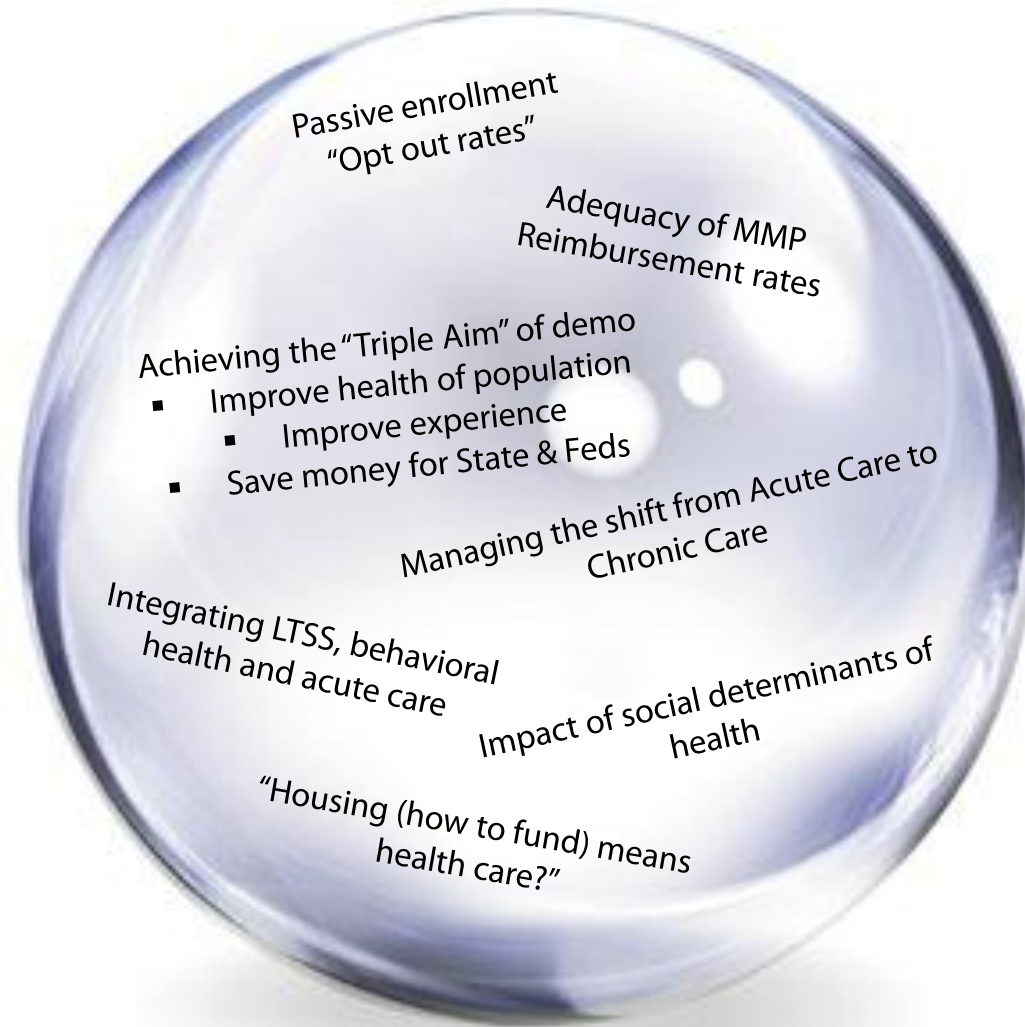 Passive enrollment
“Opt out rates”
Adequacy of MMP
Reimbursement rates
Achieving the “Triple Aim” of demo
▪ Improve health of population
▪ Improve experience
▪ Save money for State & Feds
Managing the shift from Acute Care to
Chronic Care
Integrating LTSS, behavioral
health and acute care
Impact of social determinants of
health
“Housing (how to fund) means
health care?”